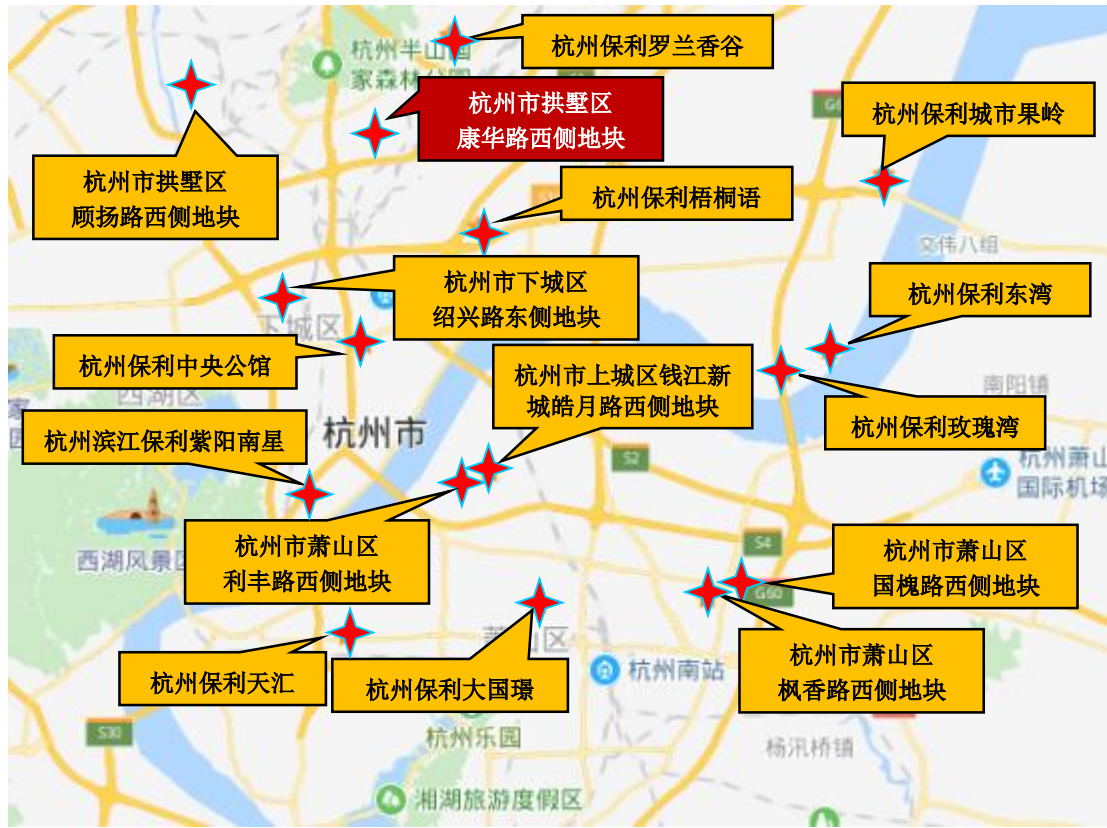 杭州保利罗兰香谷
杭州半山国
家森林公园
杭州市拱墅区
康华路西侧地块
杭州保利城市果岭
杭州市拱墅区
顾扬路西侧地块
杭州保利梧桐语
文伟八组
杭州市下城区
绍兴路东侧地块
杭州保利东湾
下城区
杭州保利中央公馆
杭州市上城区钱江新
城皓月路西侧地块
南阳镇
西湖区
杭州市
杭州保利玫瑰湾
杭州滨江保利紫阳南星
S2
杭州萧山
国际机场
杭州市萧山区
利丰路西侧地块
西湖风景区
S4
杭州市萧山区
国槐路西侧地块
G60
萧山区
杭州保利天汇
杭州保利大国璟
杭州南站
杭州市萧山区
枫香路西侧地块
S30
杭州乐园
杨汛桥镇
湘湖旅游度假区